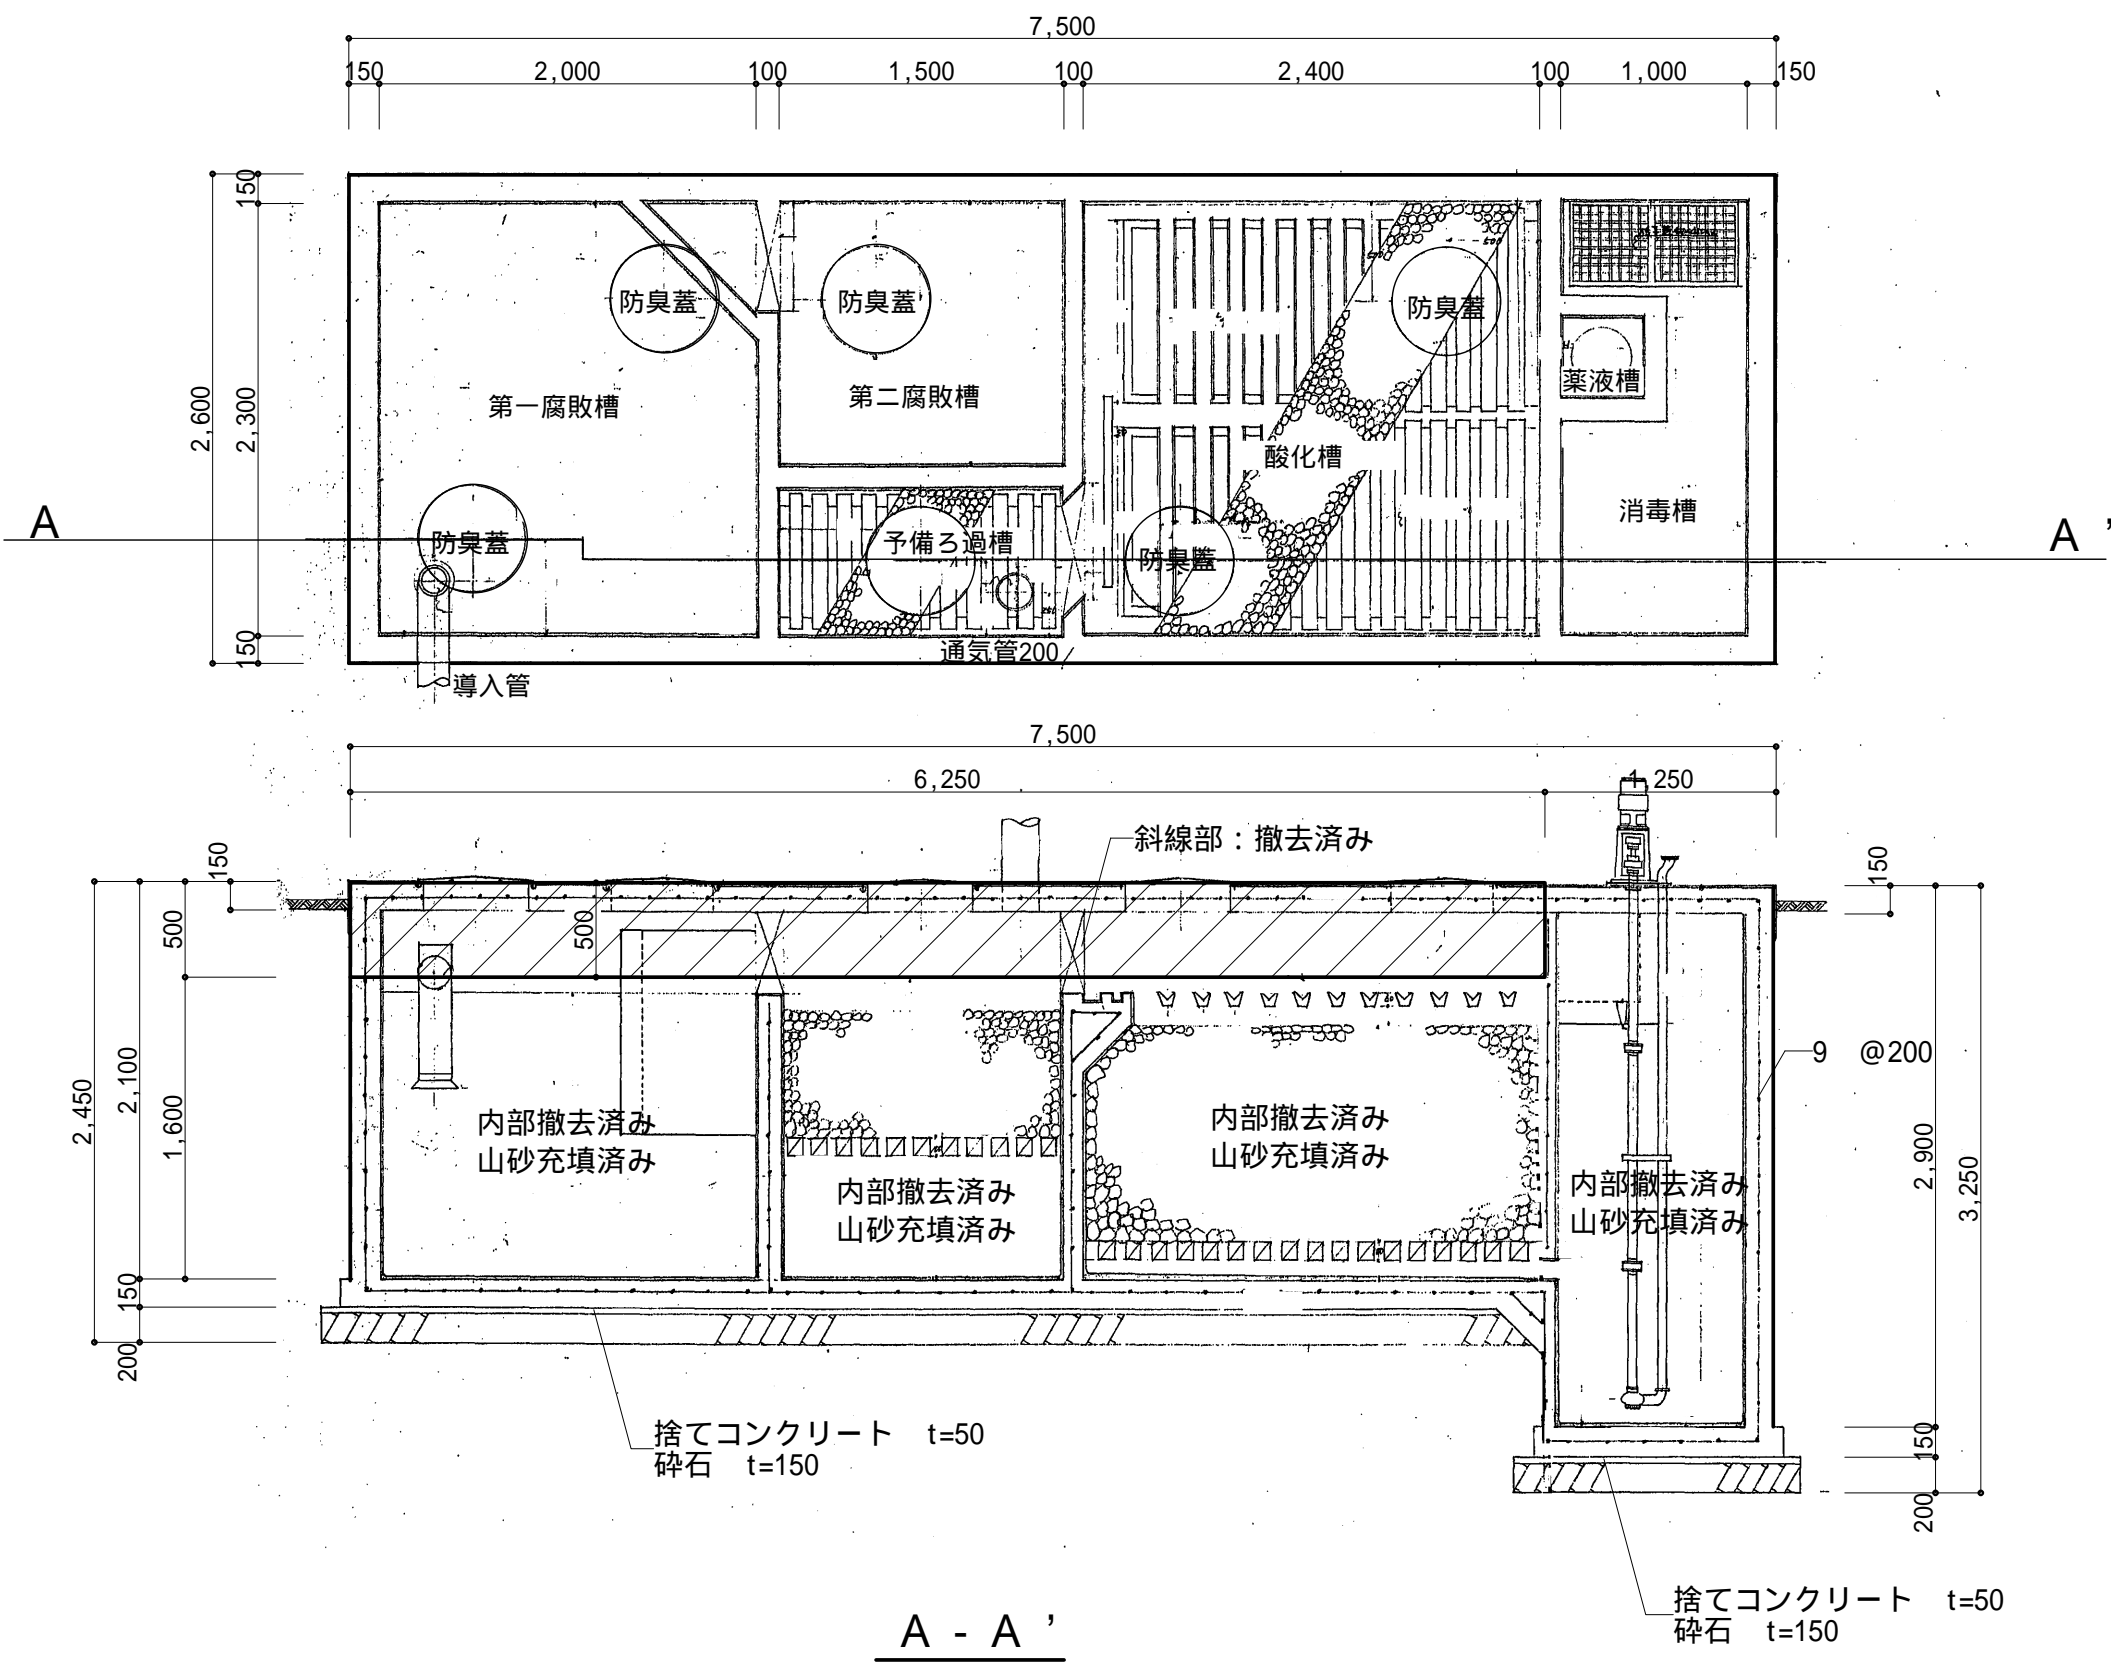 7,500
150 2,000 100 1,500 100 2,400 100 1,000 150
150
2,300
150
2,600
防臭蓋
防臭蓋
防臭蓋
第一腐敗槽
第二腐敗槽
薬液槽
酸化槽
消毒槽
A
防臭蓋
予備ろ過槽
防臭蓋
A’
通気管200
導入管
7,500
6,250 1,250
斜線部：撤去済み
150
500
500
2,100
1,600
2,450
150
200
150
9 @200
2,900
3,250
150
200
内部撤去済み
山砂充填済み
内部撤去済み
山砂充填済み
内部撤去済み
山砂充填済み
内部撤去済み
山砂充填済み
捨てコンクリート t=50
砕石 t=150
捨てコンクリート t=50
砕石 t=150
A - A’